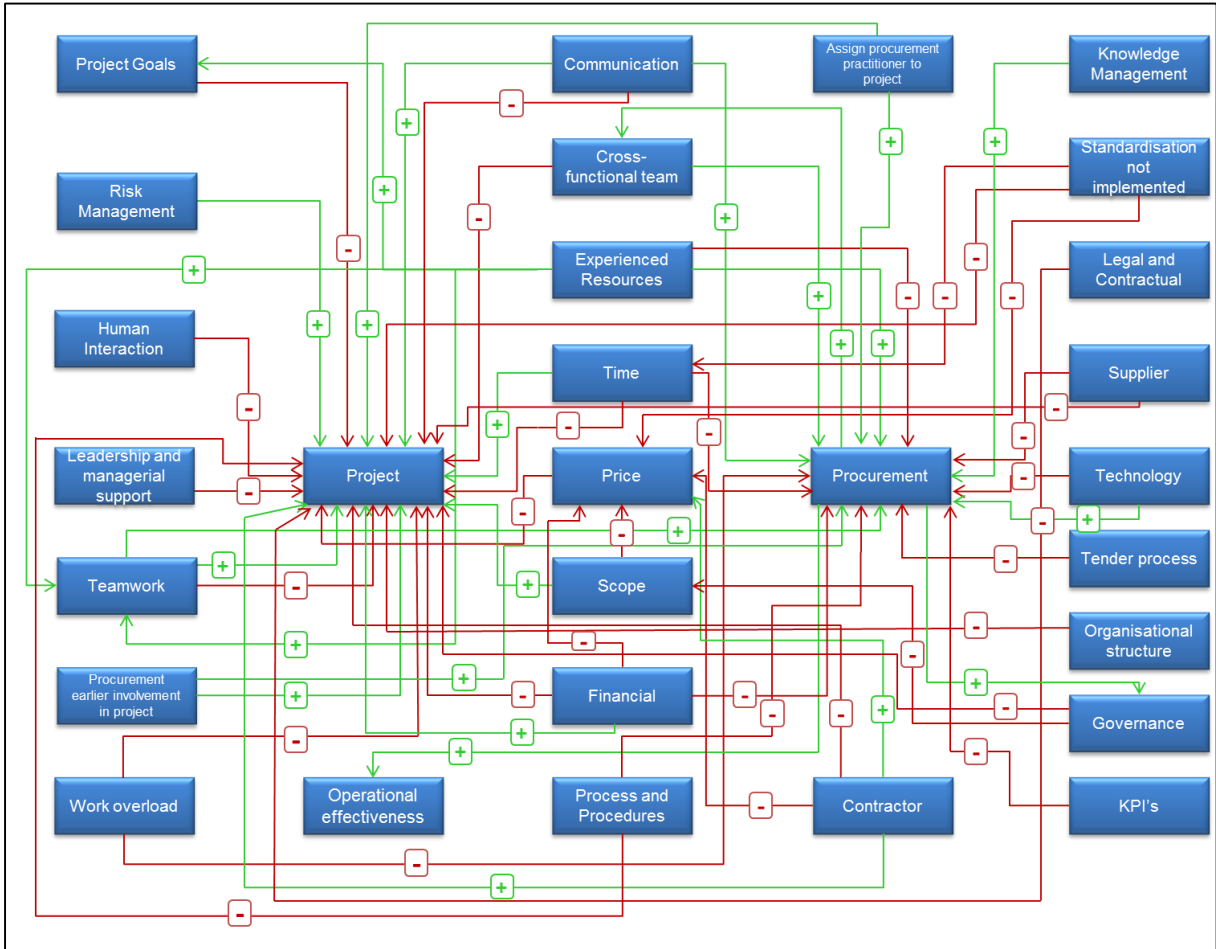 Project Goals
Communication
Assign procurement
practitioner to
project
Knowledge
Management
-
+
+
+
+
-
+
+
Cross-
functional team
Standardisation
not
implemented
Risk
Management
+
-
-
-
+
Experienced
Resources
Legal and
Contractual
-
-
-
+
+
Human
Interaction
+
+
Time
Supplier
-
-
+
-
-
-
Leadership and
managerial
support
-
Project
Price
Procurement
-
Technology
-
+
+
-
+
-
Tender process
Teamwork
-
Scope
+
-
Organisational
structure
+
-
-
-
Procurement
earlier involvement
in project
+
+
-
Financial
-
+
-
-
+
Governance
-
+
+
+
-
Work overload
Operational
effectiveness
Process and
Procedures
-
Contractor
KPI's
-
+
-